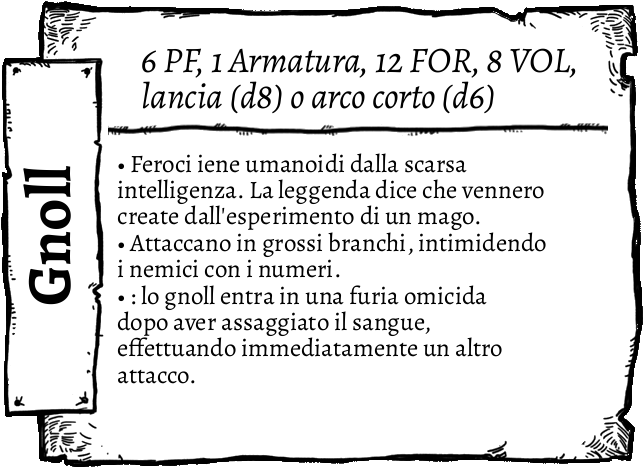 Gnoll
6 PF, 1 Armatura, 12 FOR, 8 VOL,
lancia (d8) o arco corto (d6)
• Feroci iene umanoidi dalla scarsa
intelligenza. La leggenda dice che vennero
create dall'esperimento di un mago.
• Attaccano in grossi branchi, intimidendo
i nemici con i numeri.
• : lo gnoll entra in una furia omicida
dopo aver assaggiato il sangue,
effettuando immediatamente un altro
attacco.